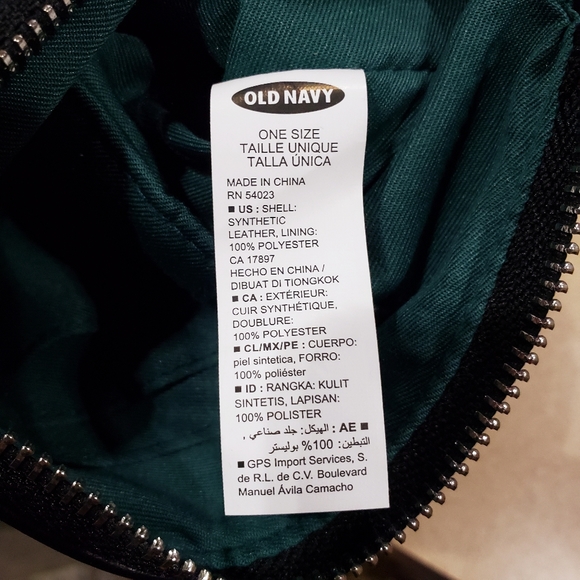 OLD NAVY
ONE SIZE
TAILLE UNIQUE
TALLA ÚNICA
MADE IN CHINA
RN 54023
■ US : SHELL:
SYNTHETIC
LEATHER, LINING:
100% POLYESTER
CA 17897
HECHO EN CHINA /
DIBUAT DI TIONGKOK
■ CA : EXTÉRIEUR:
CUIR SYNTHÉTIQUE,
DOUBLURE:
100% POLYESTER
■ CL/MX/PE : CUERPO:
piel sintetica, FORRO:
100% poliéster
■ ID : RANGKA: KULIT
SINTETIS, LAPISAN:
100% POLISTER
■ AE : الهيكل: جلد صناعي ,
التبطين: 100% بوليستر
■ GPS Import Services, S.
de R.L. de C.V. Boulevard
Manuel Ávila Camacho